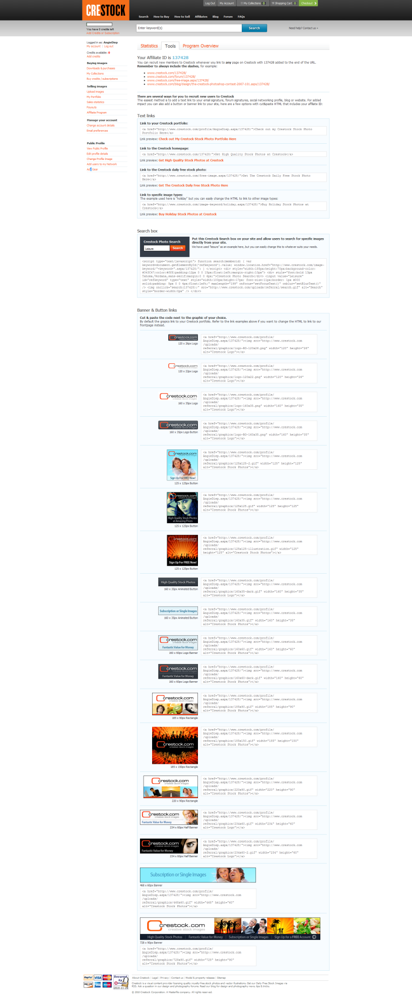 CRESTOCK
Log Out
My Account
My Collections
Shopping Cart
Checkout
Search
How to Buy
How to Sell
Affiliates
Blog
Forum
FAQs
You have 0 credits left
Add Credits or Subscription
Enter keyword(s)
Search
Need help? Contact us »
Logged in as: AngieDiep
My account | Log out
Credits available: 0
Add credits
Buying images
Downloads & purchases
My Collections
Buy credits / subscriptions
Selling images
Upload images
My Portfolio
Sales statistics
Payouts
Affiliate Program
Manage your account
Change account details
Email preferences
Public Profile
View Public Profile
Edit profile details
Change Profile Image
Add users to my Network
Add Gear
Statistics
Tools
Program Overview
Your Affiliate ID is 137428
You can recruit new members to Crestock whenever you link to any page on Crestock with 137428 added to the end of the URL.
Remember to always include the slashes, for example:
www.crestock.com/137428/
www.crestock.com/forum/137428/
www.crestock.com/free-image.aspx/137428/
www.crestock.com/blog/design/the-crestock-photoshop-contest-2007-101.aspx/137428/
There are several ways for you to recruit new users to Crestock
The easiest method is to add a text link to your email signature, forum signatures, social networking profile, blog or website. For added
impact you can also add a button or banner link to your site, here are a few options with cut&paste HTML that includes your affiliate ID:
Text links
Link to your Crestock portfolio:
<a href="http://www.crestock.com/profile/AngieDiep.aspx/137428/">Check out my Crestock Stock Photo
Portfolio Here</a>
Link preview: Check out My Crestock Stock Photo Portfolio Here
Link to the Crestock homepage:
<a href="http://www.crestock.com/137428/">Get High Quality Stock Photos at Crestock</a>
Link preview: Get High Quality Stock Photos at Crestock
Link to the Crestock daily free stock photo:
<a href="http://www.crestock.com/free-image.aspx/137428/">Get The Crestock Daily Free Stock Photo
Here</a>
Link preview: Get The Crestock Daily Free Stock Photo Here
Link to specific image types:
The example used here is "holiday" but you can easily change the HTML to link to other image types:
<a href="http://www.crestock.com/image-keyword/holiday.aspx/137428/">Buy Holiday Stock Photos at
Crestock</a>
Link preview: Buy Holiday Stock Photos at Crestock
Search box
Crestock Photo Search
Leisure
Search
Put this Crestock Search box on your site and allow users to search for specific images
directly from your site.
We have used "leisure" as an example here, but you can easily change this to whatever suits your needs.
<script type="text/javascript"> function search(memberid) { var
keyword=document.getElementById('refkeyword').value; window.location.href="http://www.crestock.com/image-
keyword/"+keyword+".aspx/137428/"; } </script> <div style="width:185px;height:70px;background-color:
#343C47;color:#fff;padding:12px 0 0 15px;float:left;margin-right:10px"> <div style="font:bold 13px
Tahoma,Verdana,sans-serif;margin:0 0 6px;">Crestock Photo Search</div> <input value="Leisure"
id="refkeyword" type="text" style="width:100px;height:17px; font-size:11px;border: 1px #000
solid;padding: 5px 0 0 4px;float:left;" maxlength="199" onfocus="setFocusText()" onblur="setBlurText()"
/> <img onclick="search(137428);" src="http://www.crestock.com/uploads/referral/search.gif" alt="Search"
style="border-width:0px" /> </div>
Banner & Button links
Cut & paste the code next to the graphic of your choice.
By default the grapics link to your Crestock portfolio. Refer to the link examples above if you want to change the HTML to link to our
frontpage instead.
crestock.com
creative stock images
120 x 26px Logo
<a href="http://www.crestock.com/profile/
AngieDiep.aspx/137428/"><img src="http://www.crestock.com
/uploads/
referral/graphics/logo-RO-120x26.png" width="120" height="26"
alt="Crestock Logo"></a>
crestock.com
creative stock images
120 x 22px Logo
<a href="http://www.crestock.com/profile/
AngieDiep.aspx/137428/"><img src="http://www.crestock.com
/uploads/
referral/graphics/logo-120x22.png" width="120" height="26"
alt="Crestock Logo"></a>
crestock.com
creative stock images
160 x 35px Logo
<a href="http://www.crestock.com/profile/
AngieDiep.aspx/137428/"><img src="http://www.crestock.com
/uploads/
referral/graphics/logo-160x35.png" width="160" height="35"
alt="Crestock Logo"></a>
crestock.com
creative stock images
160 x 35px Logo Button
<a href="http://www.crestock.com/profile/
AngieDiep.aspx/137428/"><img src="http://www.crestock.com
/uploads/
referral/graphics/logo-RO-160x35.png" width="160" height="35"
alt="Crestock Logo"></a>
crestock.com
Sign Up For FREE Now!
125 x 125px Button
<a href="http://www.crestock.com/profile/
AngieDiep.aspx/137428/"><img src="http://www.crestock.com
/uploads/
referral/graphics/125x125-2.gif" width="125" height="125"
alt="Crestock Stock Photos"></a>
crestock.com
creative stock images
High Quality Stock Photos
at Amazing Prices
125 x 125px Button
<a href="http://www.crestock.com/profile/
AngieDiep.aspx/137428/"><img src="http://www.crestock.com
/uploads/
referral/graphics/125x125.gif" width="125" height="125"
alt="Crestock Stock Photos"></a>
crestock.com
Sign Up For FREE Now!
125 x 125px Button
<a href="http://www.crestock.com/profile/
AngieDiep.aspx/137428/"><img src="http://www.crestock.com
/uploads/
referral/graphics/125x125-illustration.gif" width="125"
height="125" alt="Crestock Stock Photos"></a>
High Quality Stock Photos
160 x 35px Animated Button
<a href="http://www.crestock.com/profile/
AngieDiep.aspx/137428/"><img src="http://www.crestock.com
/uploads/
referral/graphics/160x35-dark.gif" width="160" height="35"
alt="Crestock Logo"></a>
Subscription or Single Images
160 x 35px Animated Button
<a href="http://www.crestock.com/profile/
AngieDiep.aspx/137428/"><img src="http://www.crestock.com
/uploads/
referral/graphics/160x35.gif" width="160" height="35"
alt="Crestock Stock Photos"></a>
crestock.com
creative stock images
Fantastic Value for Money
160 x 60px Logo Banner
<a href="http://www.crestock.com/profile/
AngieDiep.aspx/137428/"><img src="http://www.crestock.com
/uploads/
referral/graphics/160x60.gif" width="160" height="60"
alt="Crestock Stock Photos"></a>
crestock.com
creative stock images
Fantastic Value for Money
160 x 60px Logo Banner
<a href="http://www.crestock.com/profile/
AngieDiep.aspx/137428/"><img src="http://www.crestock.com
/uploads/
referral/graphics/160x60-dark.gif" width="160" height="60"
alt="Crestock Stock Photos"></a>
crestock.com
creative stock images
185 x 90px Rectangle
<a href="http://www.crestock.com/profile/
AngieDiep.aspx/137428/"><img src="http://www.crestock.com
/uploads/
referral/graphics/185x90.gif" width="185" height="90"
alt="Crestock Stock Photos"></a>
crestock.com
creative stock images
185 x 150px Rectangle
<a href="http://www.crestock.com/profile/
AngieDiep.aspx/137428/"><img src="http://www.crestock.com
/uploads/
referral/graphics/185x150.gif" width="185" height="150"
alt="Crestock Stock Photos"></a>
crestock.com
creative stock images
220 x 90px Rectangle
<a href="http://www.crestock.com/profile/
AngieDiep.aspx/137428/"><img src="http://www.crestock.com
/uploads/
referral/graphics/220x90.gif" width="220" height="90"
alt="Crestock Stock Photos"></a>
crestock.com
creative stock images
Fantastic Value for Money
234 x 60px Half Banner
<a href="http://www.crestock.com/profile/
AngieDiep.aspx/137428/"><img src="http://www.crestock.com
/uploads/
referral/graphics/234x60.gif" width="234" height="60"
alt="Crestock Logo"></a>
crestock.com
creative stock images
Fantastic Value for Money
234 x 60px Half Banner
<a href="http://www.crestock.com/profile/
AngieDiep.aspx/137428/"><img src="http://www.crestock.com
/uploads/
referral/graphics/234x60-2.gif" width="234" height="60"
alt="Crestock Logo"></a>
Subscription or Single Images
468 x 60px Banner
<a href="http://www.crestock.com/profile/
AngieDiep.aspx/137428/"><img src="http://www.crestock.com
/uploads/
referral/graphics/468x60.gif" width="468" height="60"
alt="Crestock Stock Photos"></a>
crestock.com
creative stock images
High Quality Stock Photos | Fantastic Value for Money | Subscription or Single Images | Sign Up for a FREE Account
728 x 90px Banner
<a href="http://www.crestock.com/profile/
AngieDiep.aspx/137428/"><img src="http://www.crestock.com
/uploads/
referral/graphics/728x90.gif" width="728" height="90"
alt="Crestock Stock Photos"></a>
PayPal
VISA
Secured
by
2010-11-26
About Crestock | Legal | Privacy | Contact us | Model & property releases | Sitemap
Crestock is a visual content provider licensing quality royalty-free stock photos and vector illustrations. Get our Daily Free Stock Images via
RSS. Ask a question in our design and photography forums. Read our blog for design and photography news, tips & tricks.
© 2010 Crestock Corporation. A Masterfile company. All rights reserved.